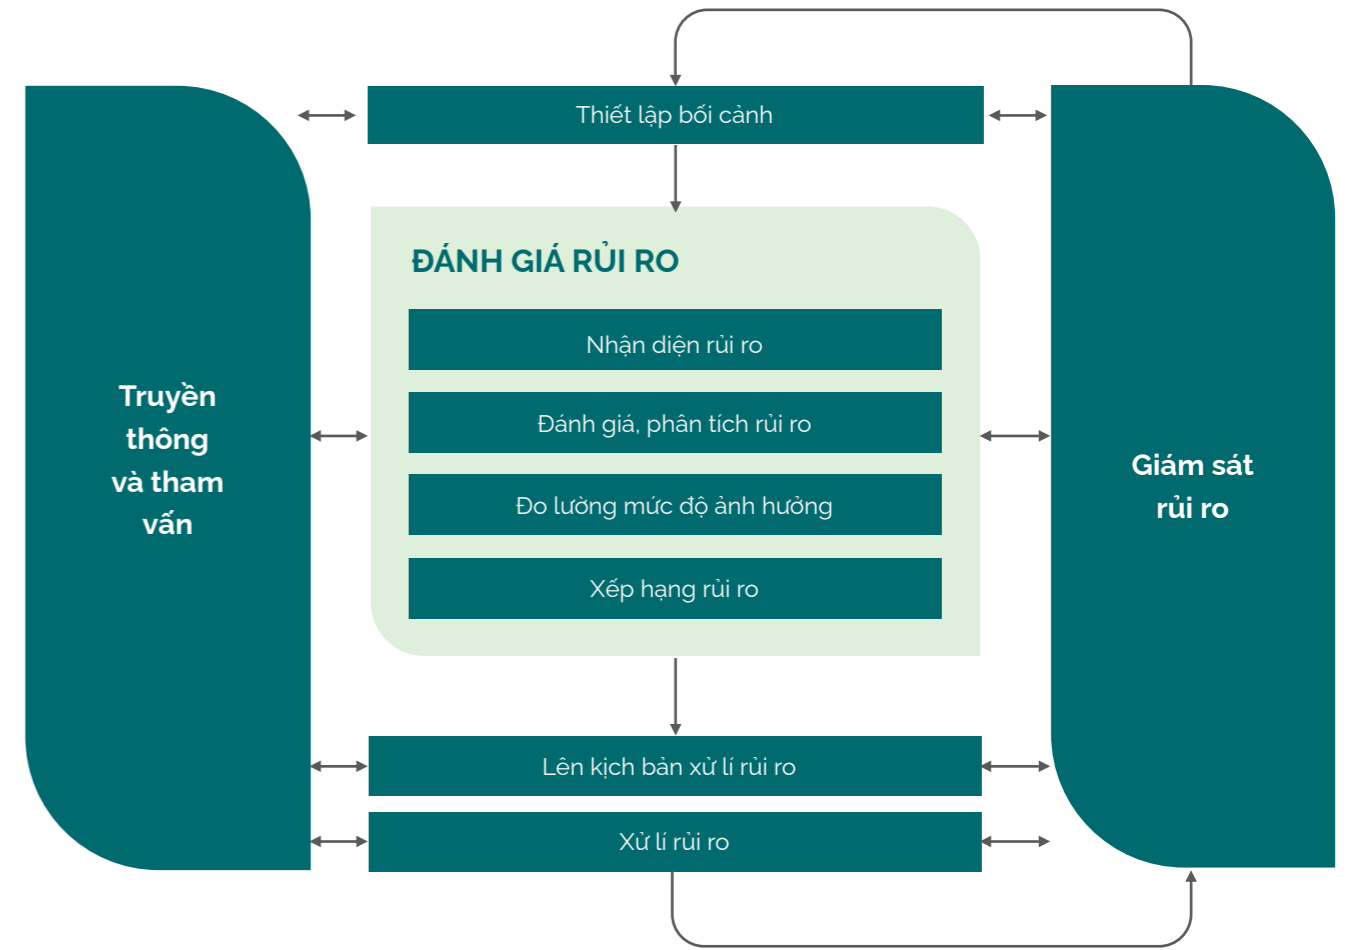 Thiết lập bối cảnh
ĐÁNH GIÁ RỦI RO
Nhận diện rủi ro
Đánh giá, phân tích rủi ro
Đo lường mức độ ảnh hưởng
Xếp hạng rủi ro
Truyền
thông
và tham
vấn
Giám sát
rủi ro
Lên kịch bản xử lí rủi ro
Xử lí rủi ro